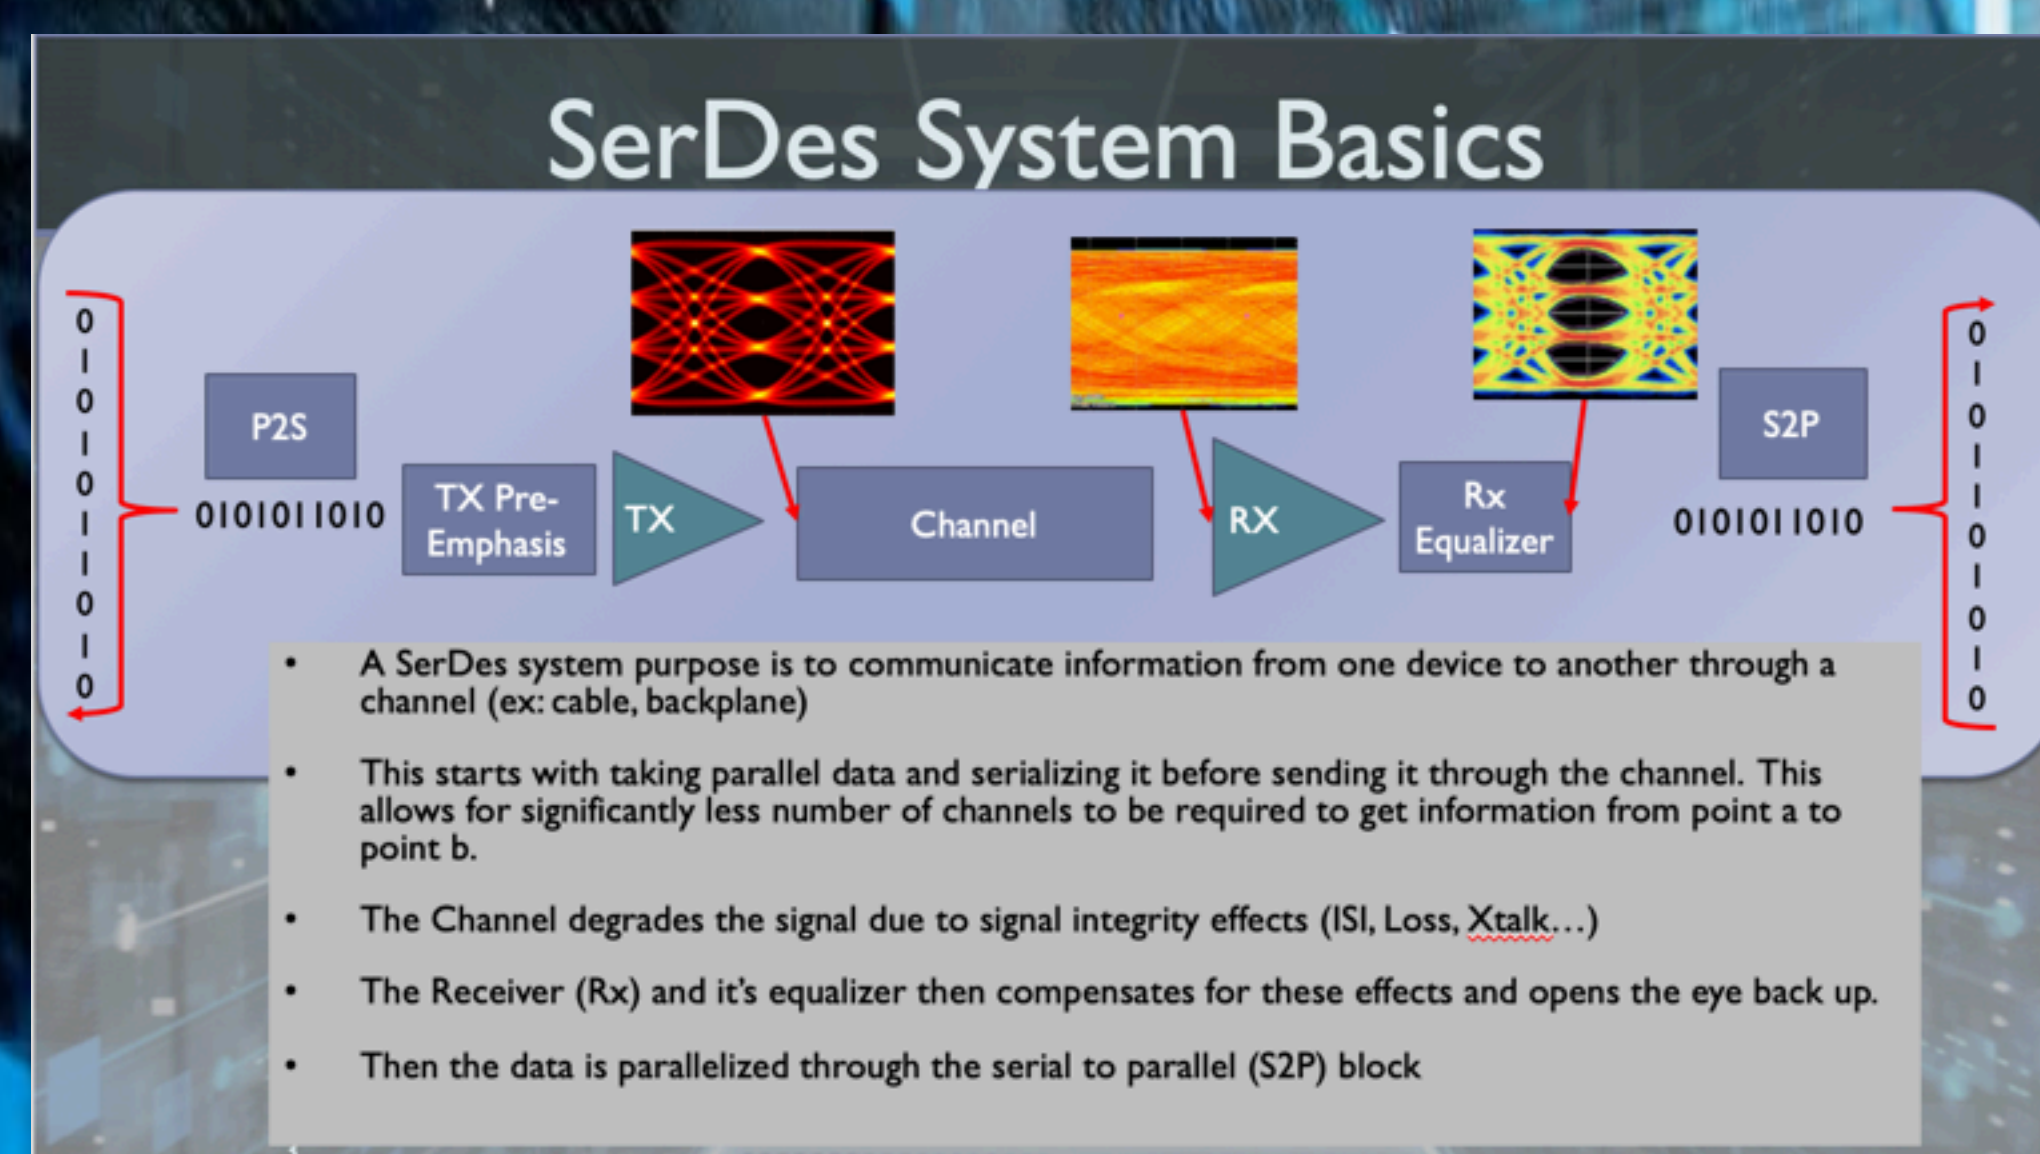 SerDes System Basics
0
1
0
1
0
1
1
0
1
0
P2S
0101011010
TX Pre-
Emphasis
TX
Channel
RX
Rx
Equalizer
S2P
0101011010
0
1
0
1
1
0
1
0
1
0
• A SerDes system purpose is to communicate information from one device to another through a
channel (ex: cable, backplane)
• This starts with taking parallel data and serializing it before sending it through the channel. This
allows for significantly less number of channels to be required to get information from point a to
point b.
• The Channel degrades the signal due to signal integrity effects (ISI, Loss, Xtalk...)
• The Receiver (Rx) and it's equalizer then compensates for these effects and opens the eye back up.
• Then the data is parallelized through the serial to parallel (S2P) block